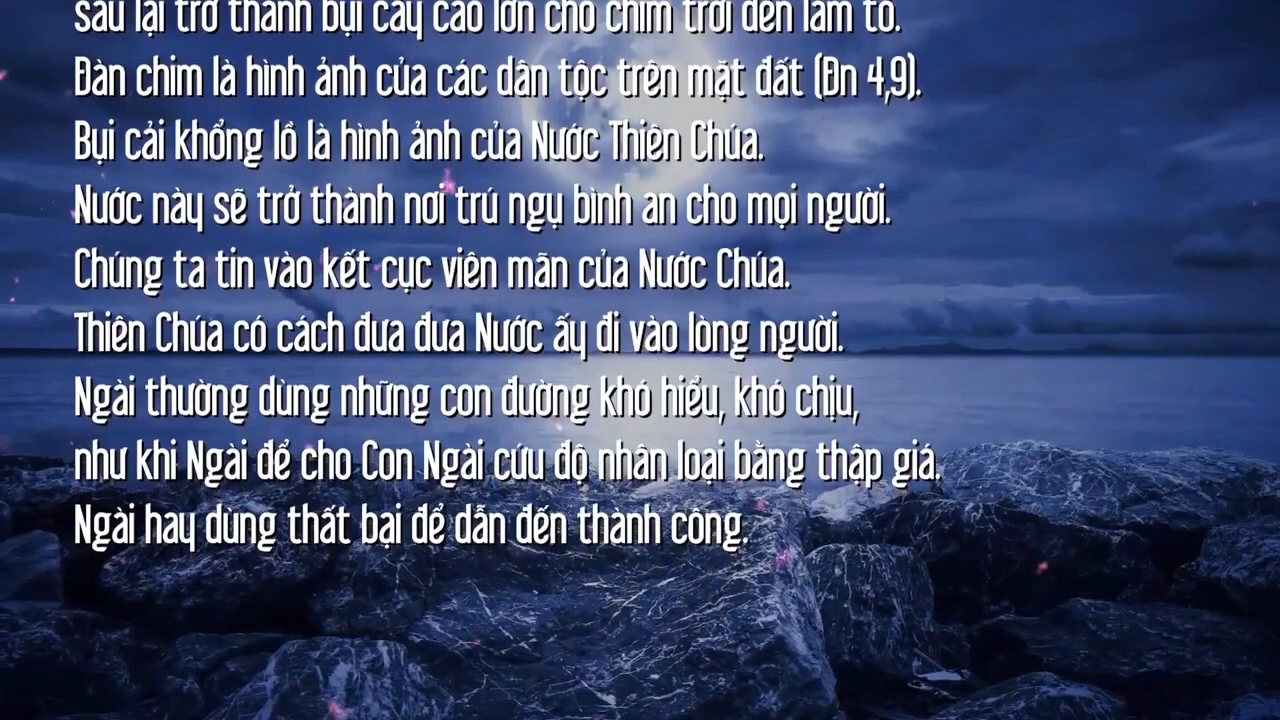 sau lại trở thành bụi cây cao lớn cho chim trời đến làm tổ.
Đàn chim là hình ảnh của các dân tộc trên mặt đất (Đn 4,9).
Bụi cải khổng lồ là hình ảnh của Nước Thiên Chúa.
Nước này sẽ trở thành nơi trú ngụ bình an cho mọi người.
Chúng ta tin vào kết cục viên mãn của Nước Chúa.
Thiên Chúa có cách đưa đưa Nước ấy đi vào lòng người.
Ngài thường dùng những con đường khó hiểu, khó chịu,
như khi Ngài để cho Con Ngài cứu độ nhân loại bằng thập giá.
Ngài hay dùng thất bại để dẫn đến thành công.